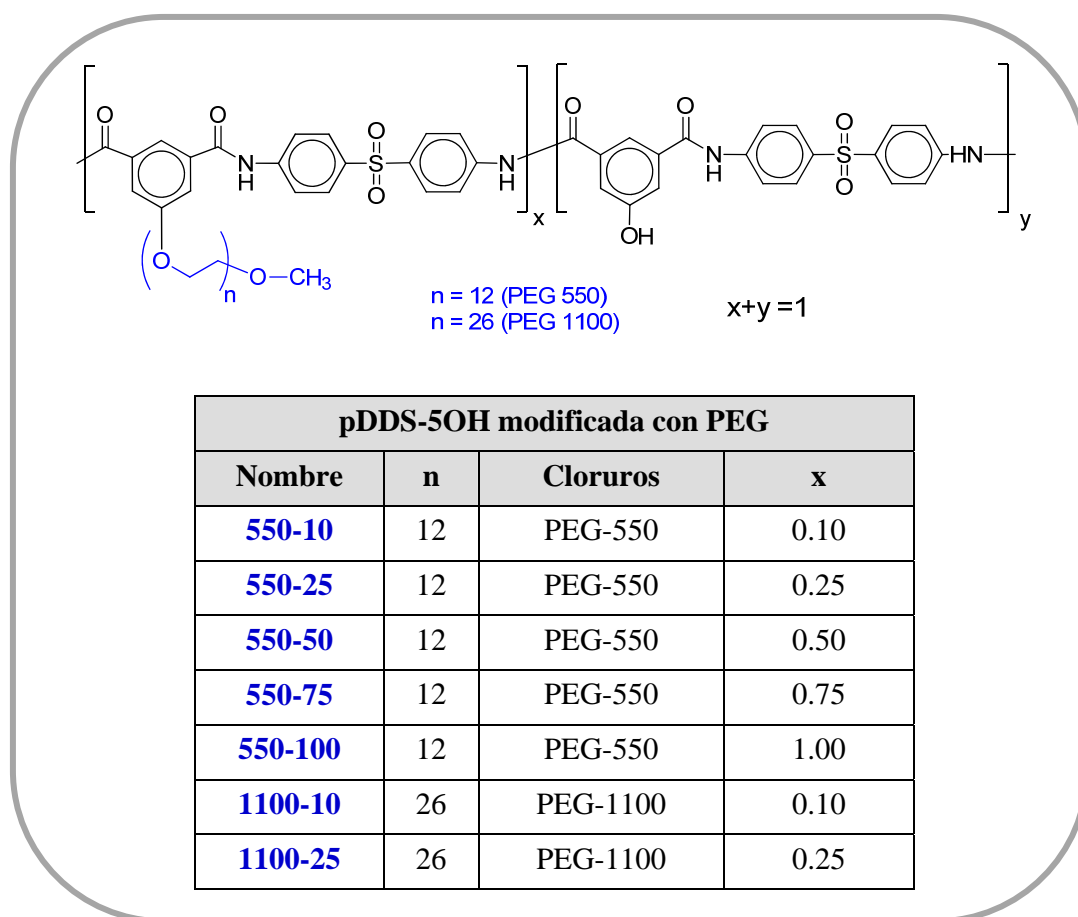 O O O O O O
N H S N H N H S HN
x y
O OH
n O CH₃
n = 12 (PEG 550)
n = 26 (PEG 1100)
x+y =1
pDDS-5OH modificada con PEG
Nombre n Cloruros x
550-10 12 PEG-550 0.10
550-25 12 PEG-550 0.25
550-50 12 PEG-550 0.50
550-75 12 PEG-550 0.75
550-100 12 PEG-550 1.00
1100-10 26 PEG-1100 0.10
1100-25 26 PEG-1100 0.25